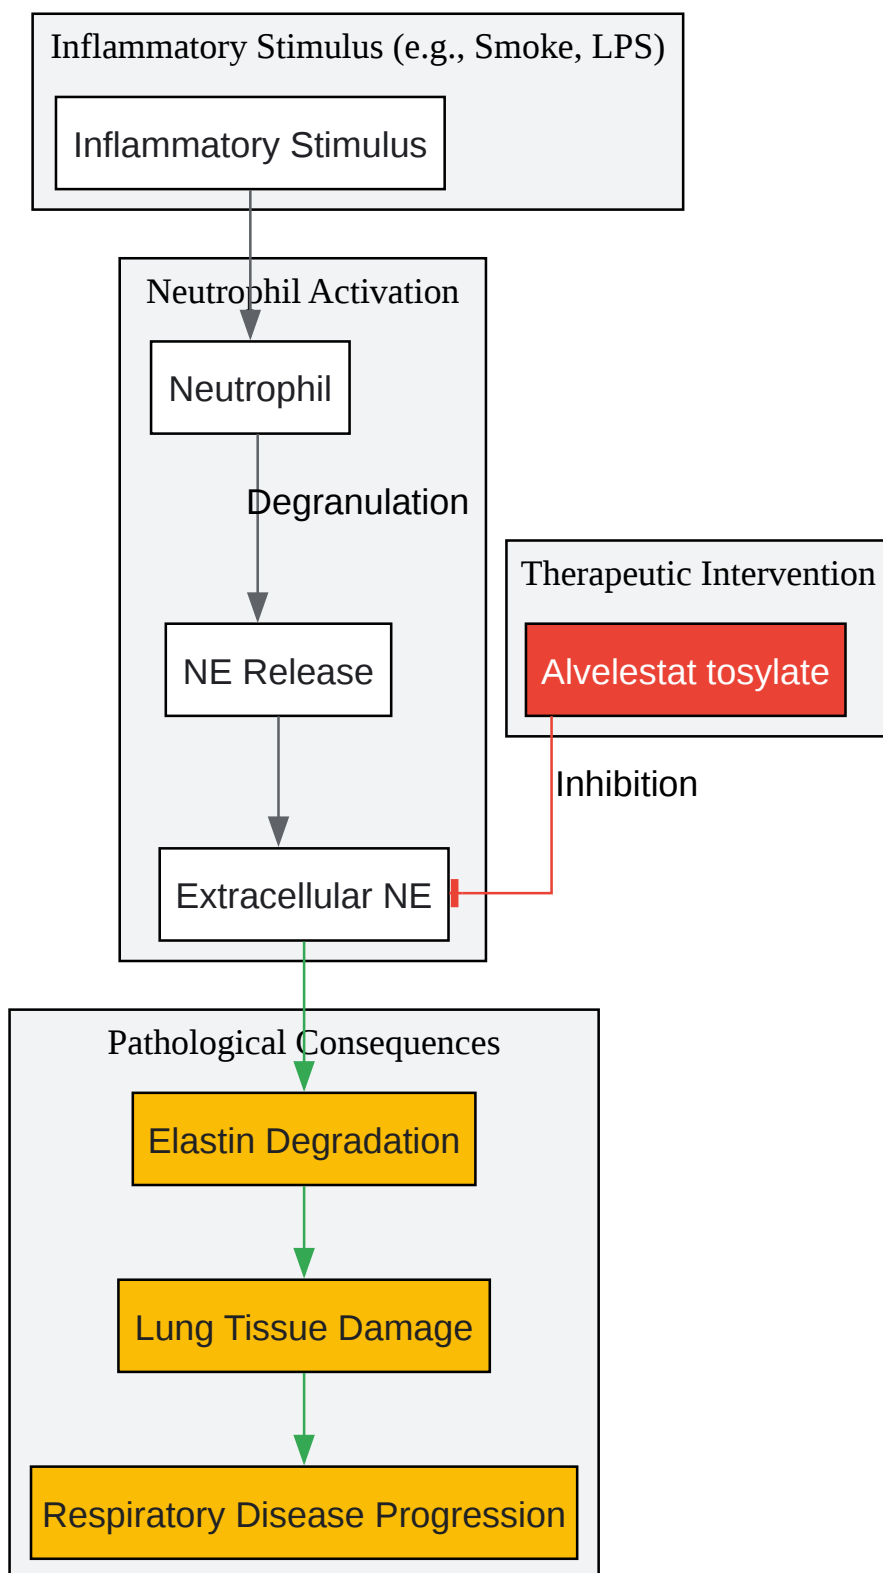 Inflammatory Stimulus (e.g., Smoke, LPS)
Inflammatory Stimulus
Neutrophil Activation
Neutrophil
Degranulation
Therapeutic Intervention
NE Release
Alvelestat tosylate
Inhibition
Extracellular NE
Pathological Consequences
Elastin Degradation
Lung Tissue Damage
Respiratory Disease Progression